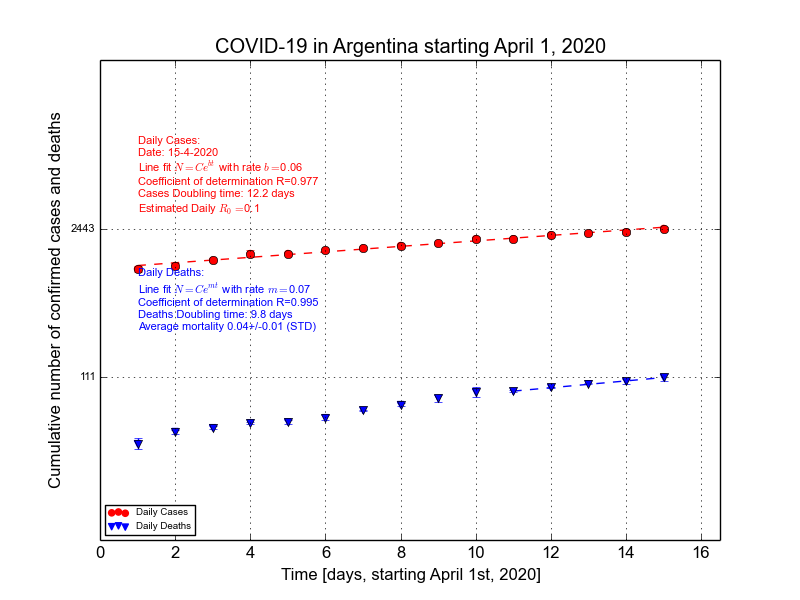 COVID-19 in Argentina starting April 1, 2020
Cumulative number of confirmed cases and deaths
Daily Cases:
Date: 15-4-2020
Line fit N = Ce^{bt} with rate b = 0.06
Coefficient of determination R=0.977
Cases Doubling time: 12.2 days
Estimated Daily R_0 = 0.1
2443
Daily Deaths:
Line fit N = Ce^{mt} with rate m = 0.07
Coefficient of determination R=0.995
Deaths Doubling time: 9.8 days
Average mortality 0.04+/-0.01 (STD)
111
Daily Cases
Daily Deaths
0 2 4 6 8 10 12 14 16
Time [days, starting April 1st, 2020]